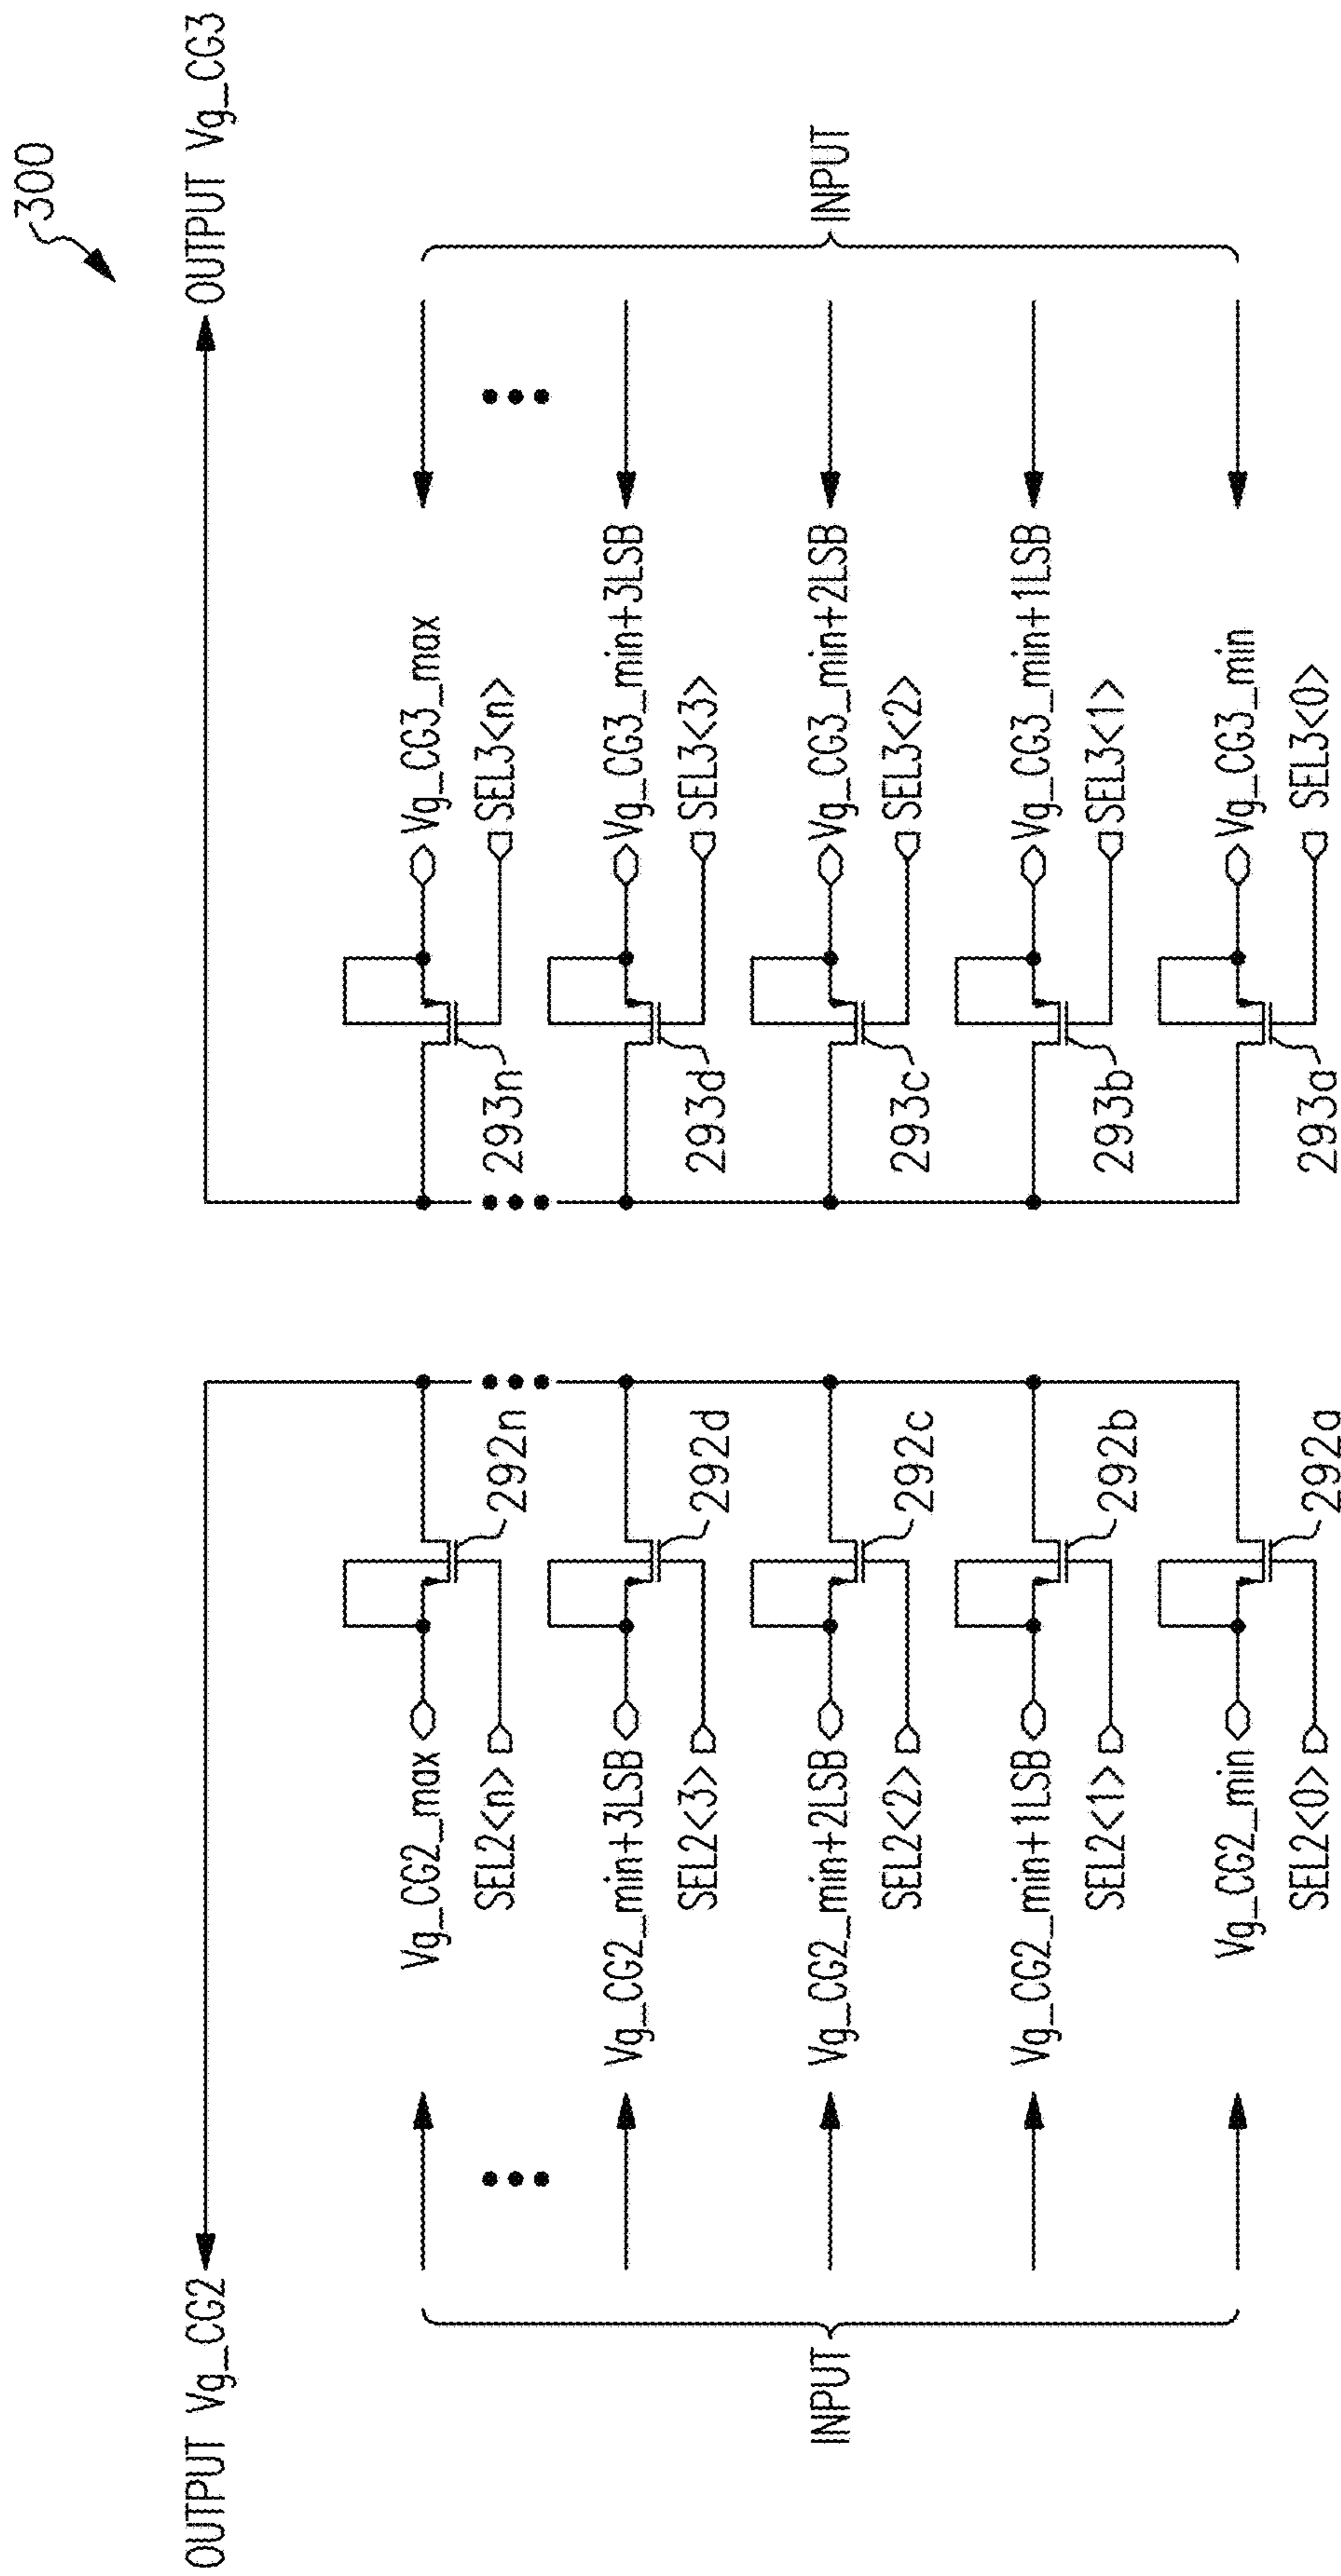 300
OUTPUT Vg_CG2
OUTPUT Vg_CG3
INPUT
Vg_CG2_max
SEL2<n>
292n
Vg_CG2_min+3LSB
SEL2<3>
292d
Vg_CG2_min+2LSB
SEL2<2>
292c
Vg_CG2_min+1LSB
SEL2<1>
292b
Vg_CG2_min
SEL2<0>
292a
293n
Vg_CG3_max
SEL3<n>
293d
Vg_CG3_min+3LSB
SEL3<3>
293c
Vg_CG3_min+2LSB
SEL3<2>
293b
Vg_CG3_min+1LSB
SEL3<1>
293a
Vg_CG3_min
SEL3<0>
INPUT